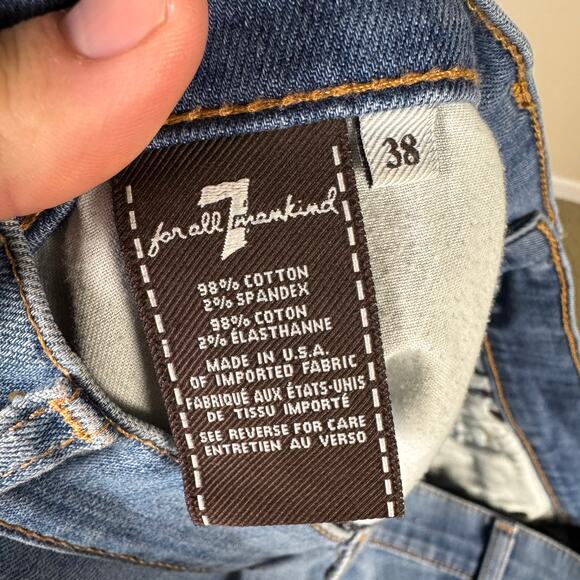 38
7
for all mankind
98% COTTON
2% SPANDEX
98% COTON
2% ÉLASTHANNE
MADE IN U.S.A.
OF IMPORTED FABRIC
FABRIQUÉ AUX ÉTATS-UHIS
DE TISSU IMPORTÉ
SEE REVERSE FOR CARE
ENTRETIEN AU VERSO